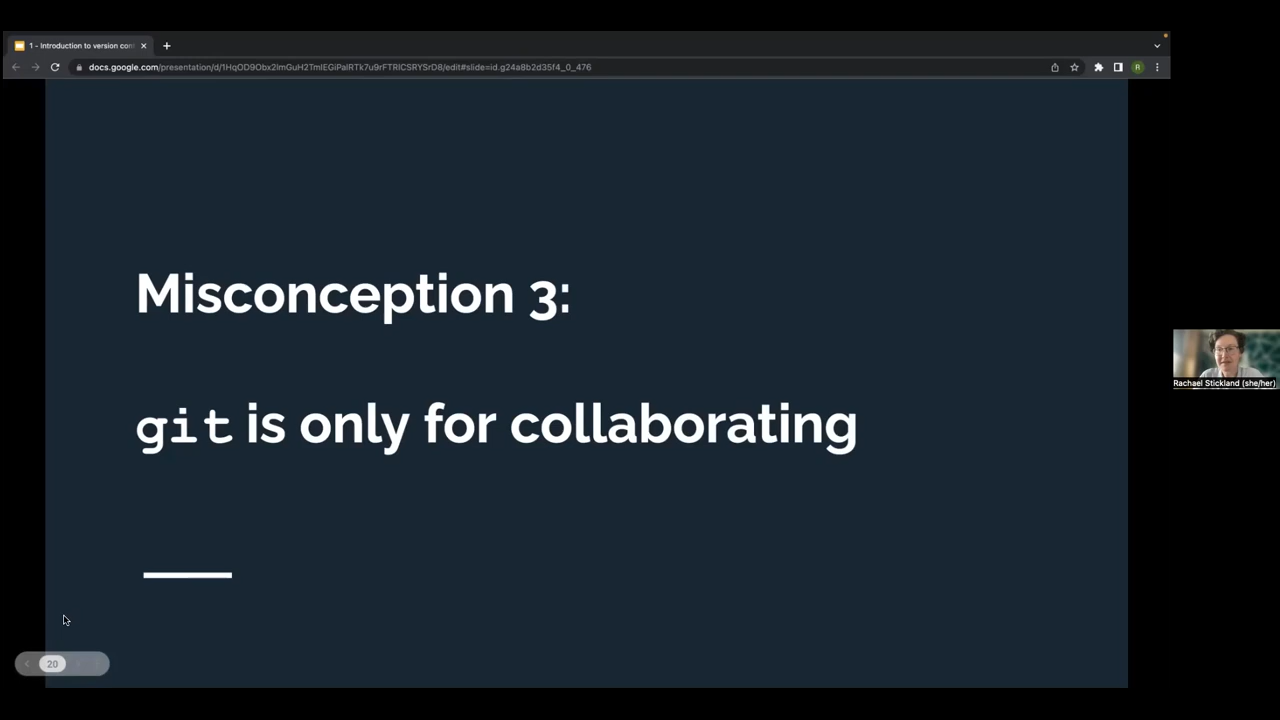 1 - Introduction to version con
docs.google.com/presentation/d/1HqOD9Obx2lmGuH2TmlEGiPalRTk7u9rFTRlCSRYSrD8/edit#slide=id.g24a8b2d35f4_0_476
R
Misconception 3:
git is only for collaborating
Rachael Stickland (she/her)
20